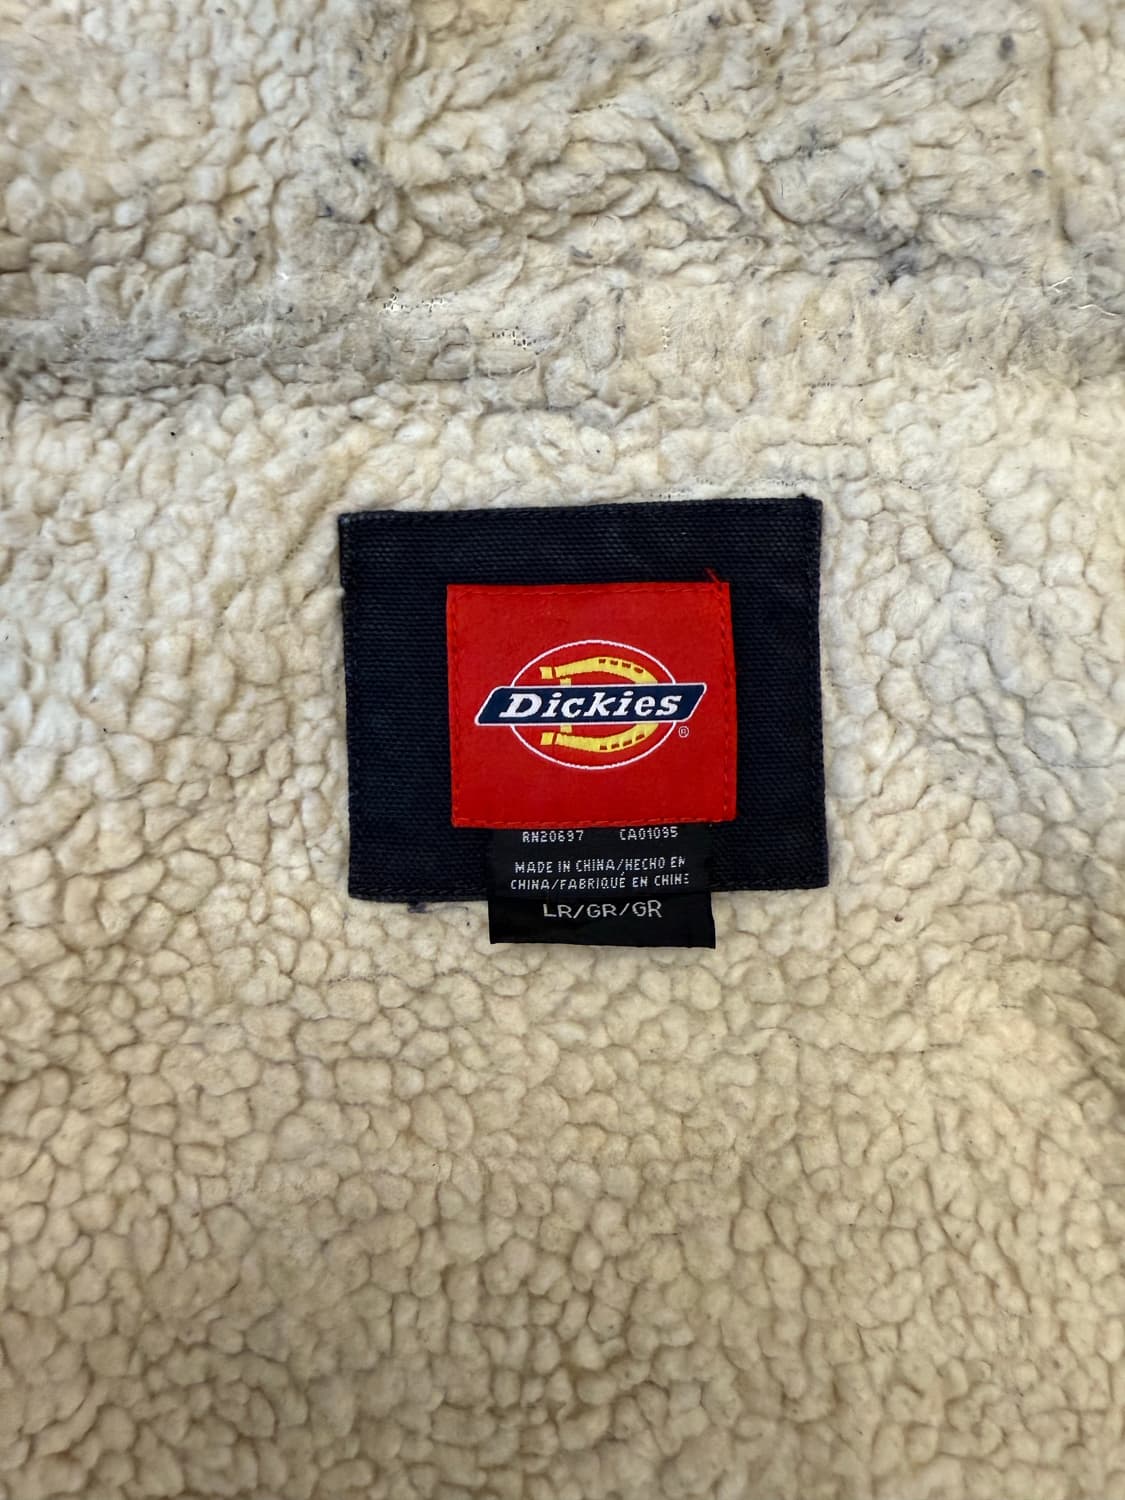 Dickies
®
RN20697 CA01095
MADE IN CHINA/HECHO EN
CHINA/FABRIQUÉ EN CHINE
LR/GR/GR